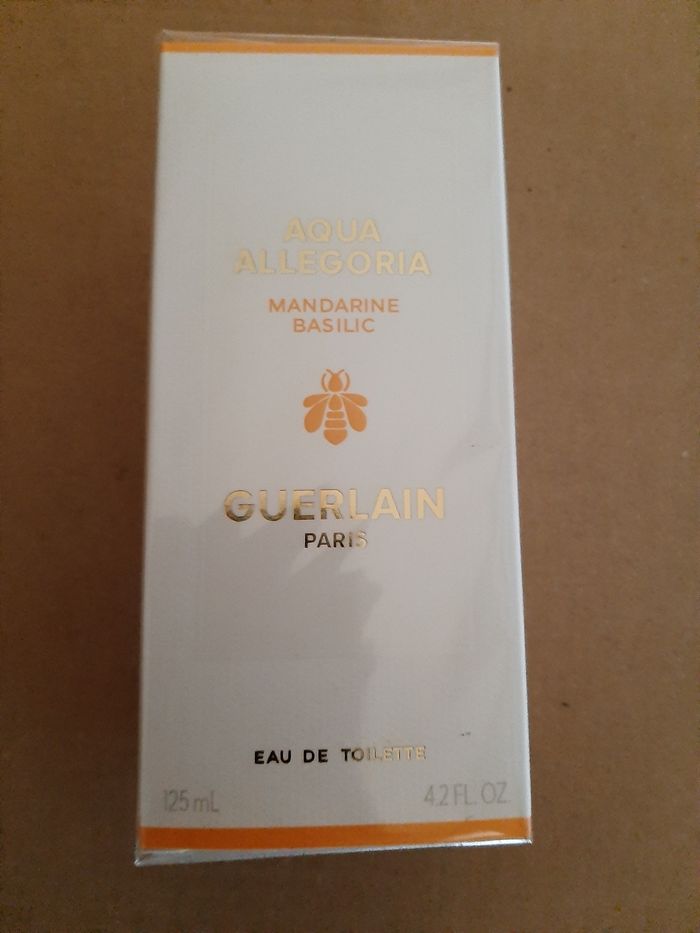 AQUA
ALLEGORIA
MANDARINE
BASILIC
GUERLAIN
PARIS
EAU DE TOILETTE
125 mL 4.2 FL. OZ